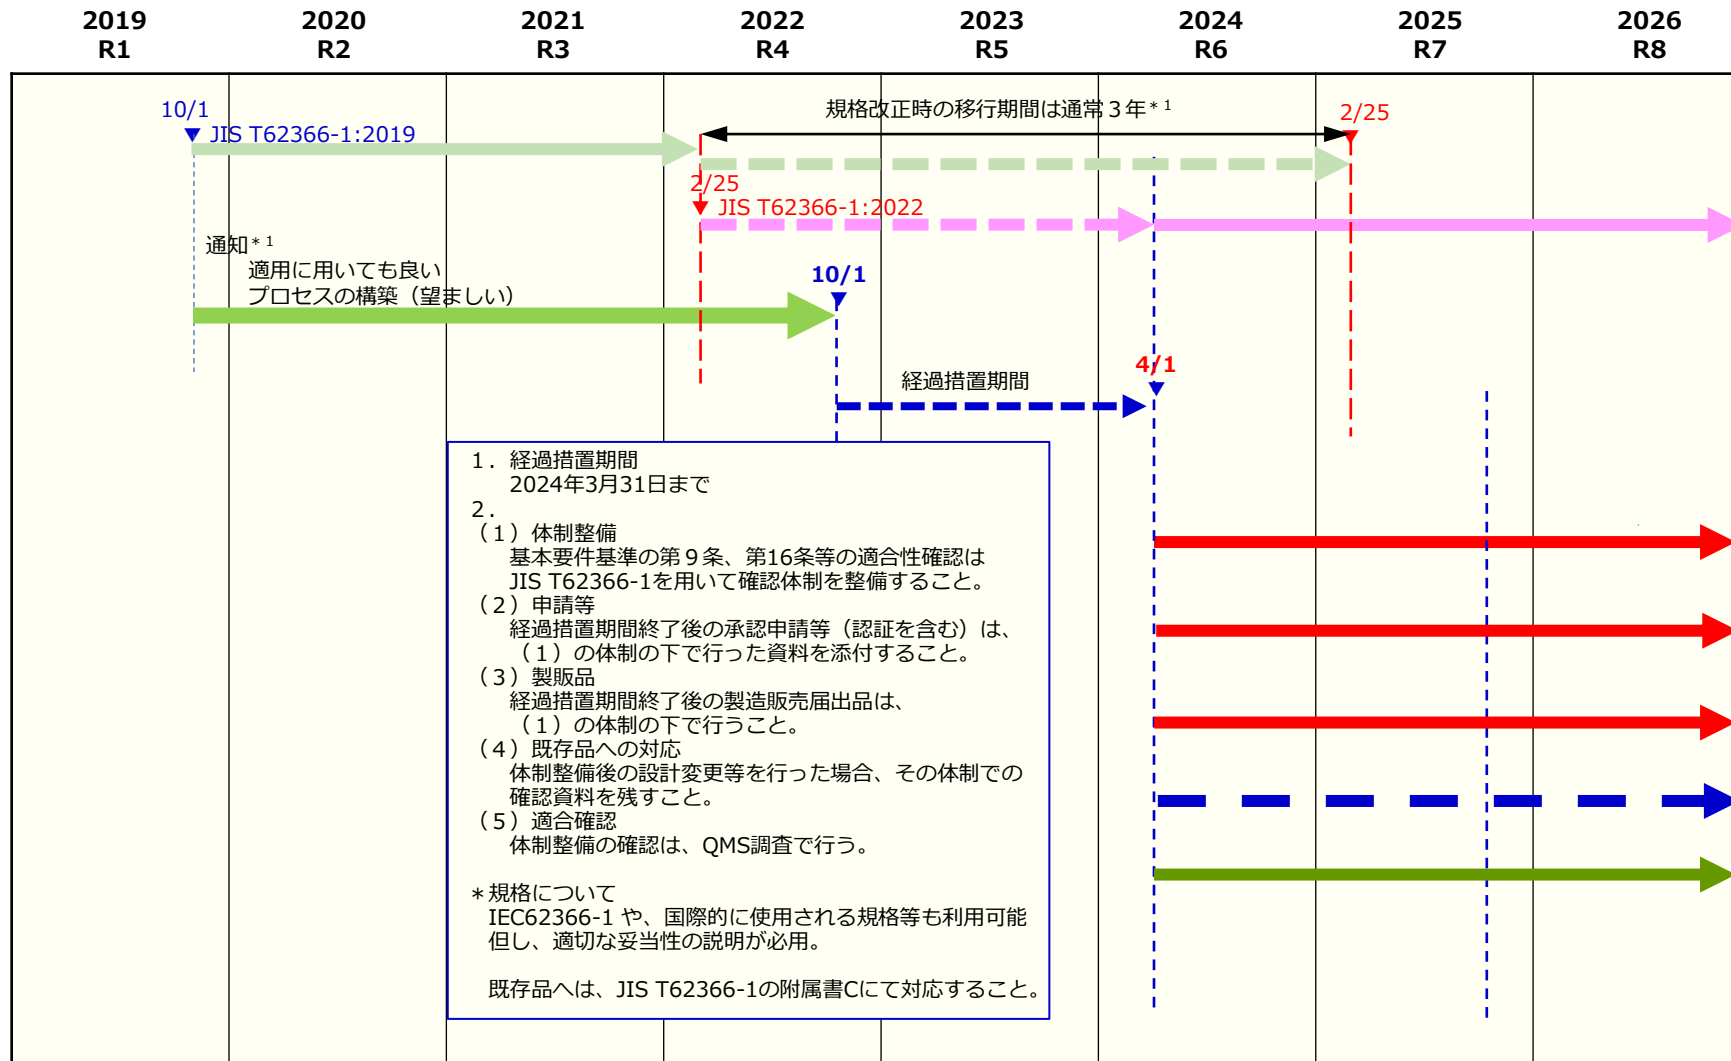 2019 2020 2021 2022 2023 2024 2025 2026
R1 R2 R3 R4 R5 R6 R7 R8
10/1
JIS T62366-1:2019
規格改正時の移行期間は通常3年*1
2/25
2/25
JIS T62366-1:2022
通知*1
適用に用いても良い
プロセスの構築（望ましい）
10/1
4/1
経過措置期間
1．経過措置期間
2024年3月31日まで
2．
（1）体制整備
基本要件基準の第9条、第16条等の適合性確認は
JIS T62366-1を用いて確認体制を整備すること。
（2）申請等
経過措置期間終了後の承認申請等（認証を含む）は、
（1）の体制の下で行った資料を添付すること。
（3）製販品
経過措置期間終了後の製造販売届出品は、
（1）の体制の下で行うこと。
（4）既存品への対応
体制整備後の設計変更等を行った場合、その体制での
確認資料を残すこと。
（5）適合確認
体制整備の確認は、QMS調査で行う。
＊規格について
IEC62366-1 や、国際的に使用される規格等も利用可能
但し、適切な妥当性の説明が必用。
既存品へは、JIS T62366-1の附属書Cにて対応すること。